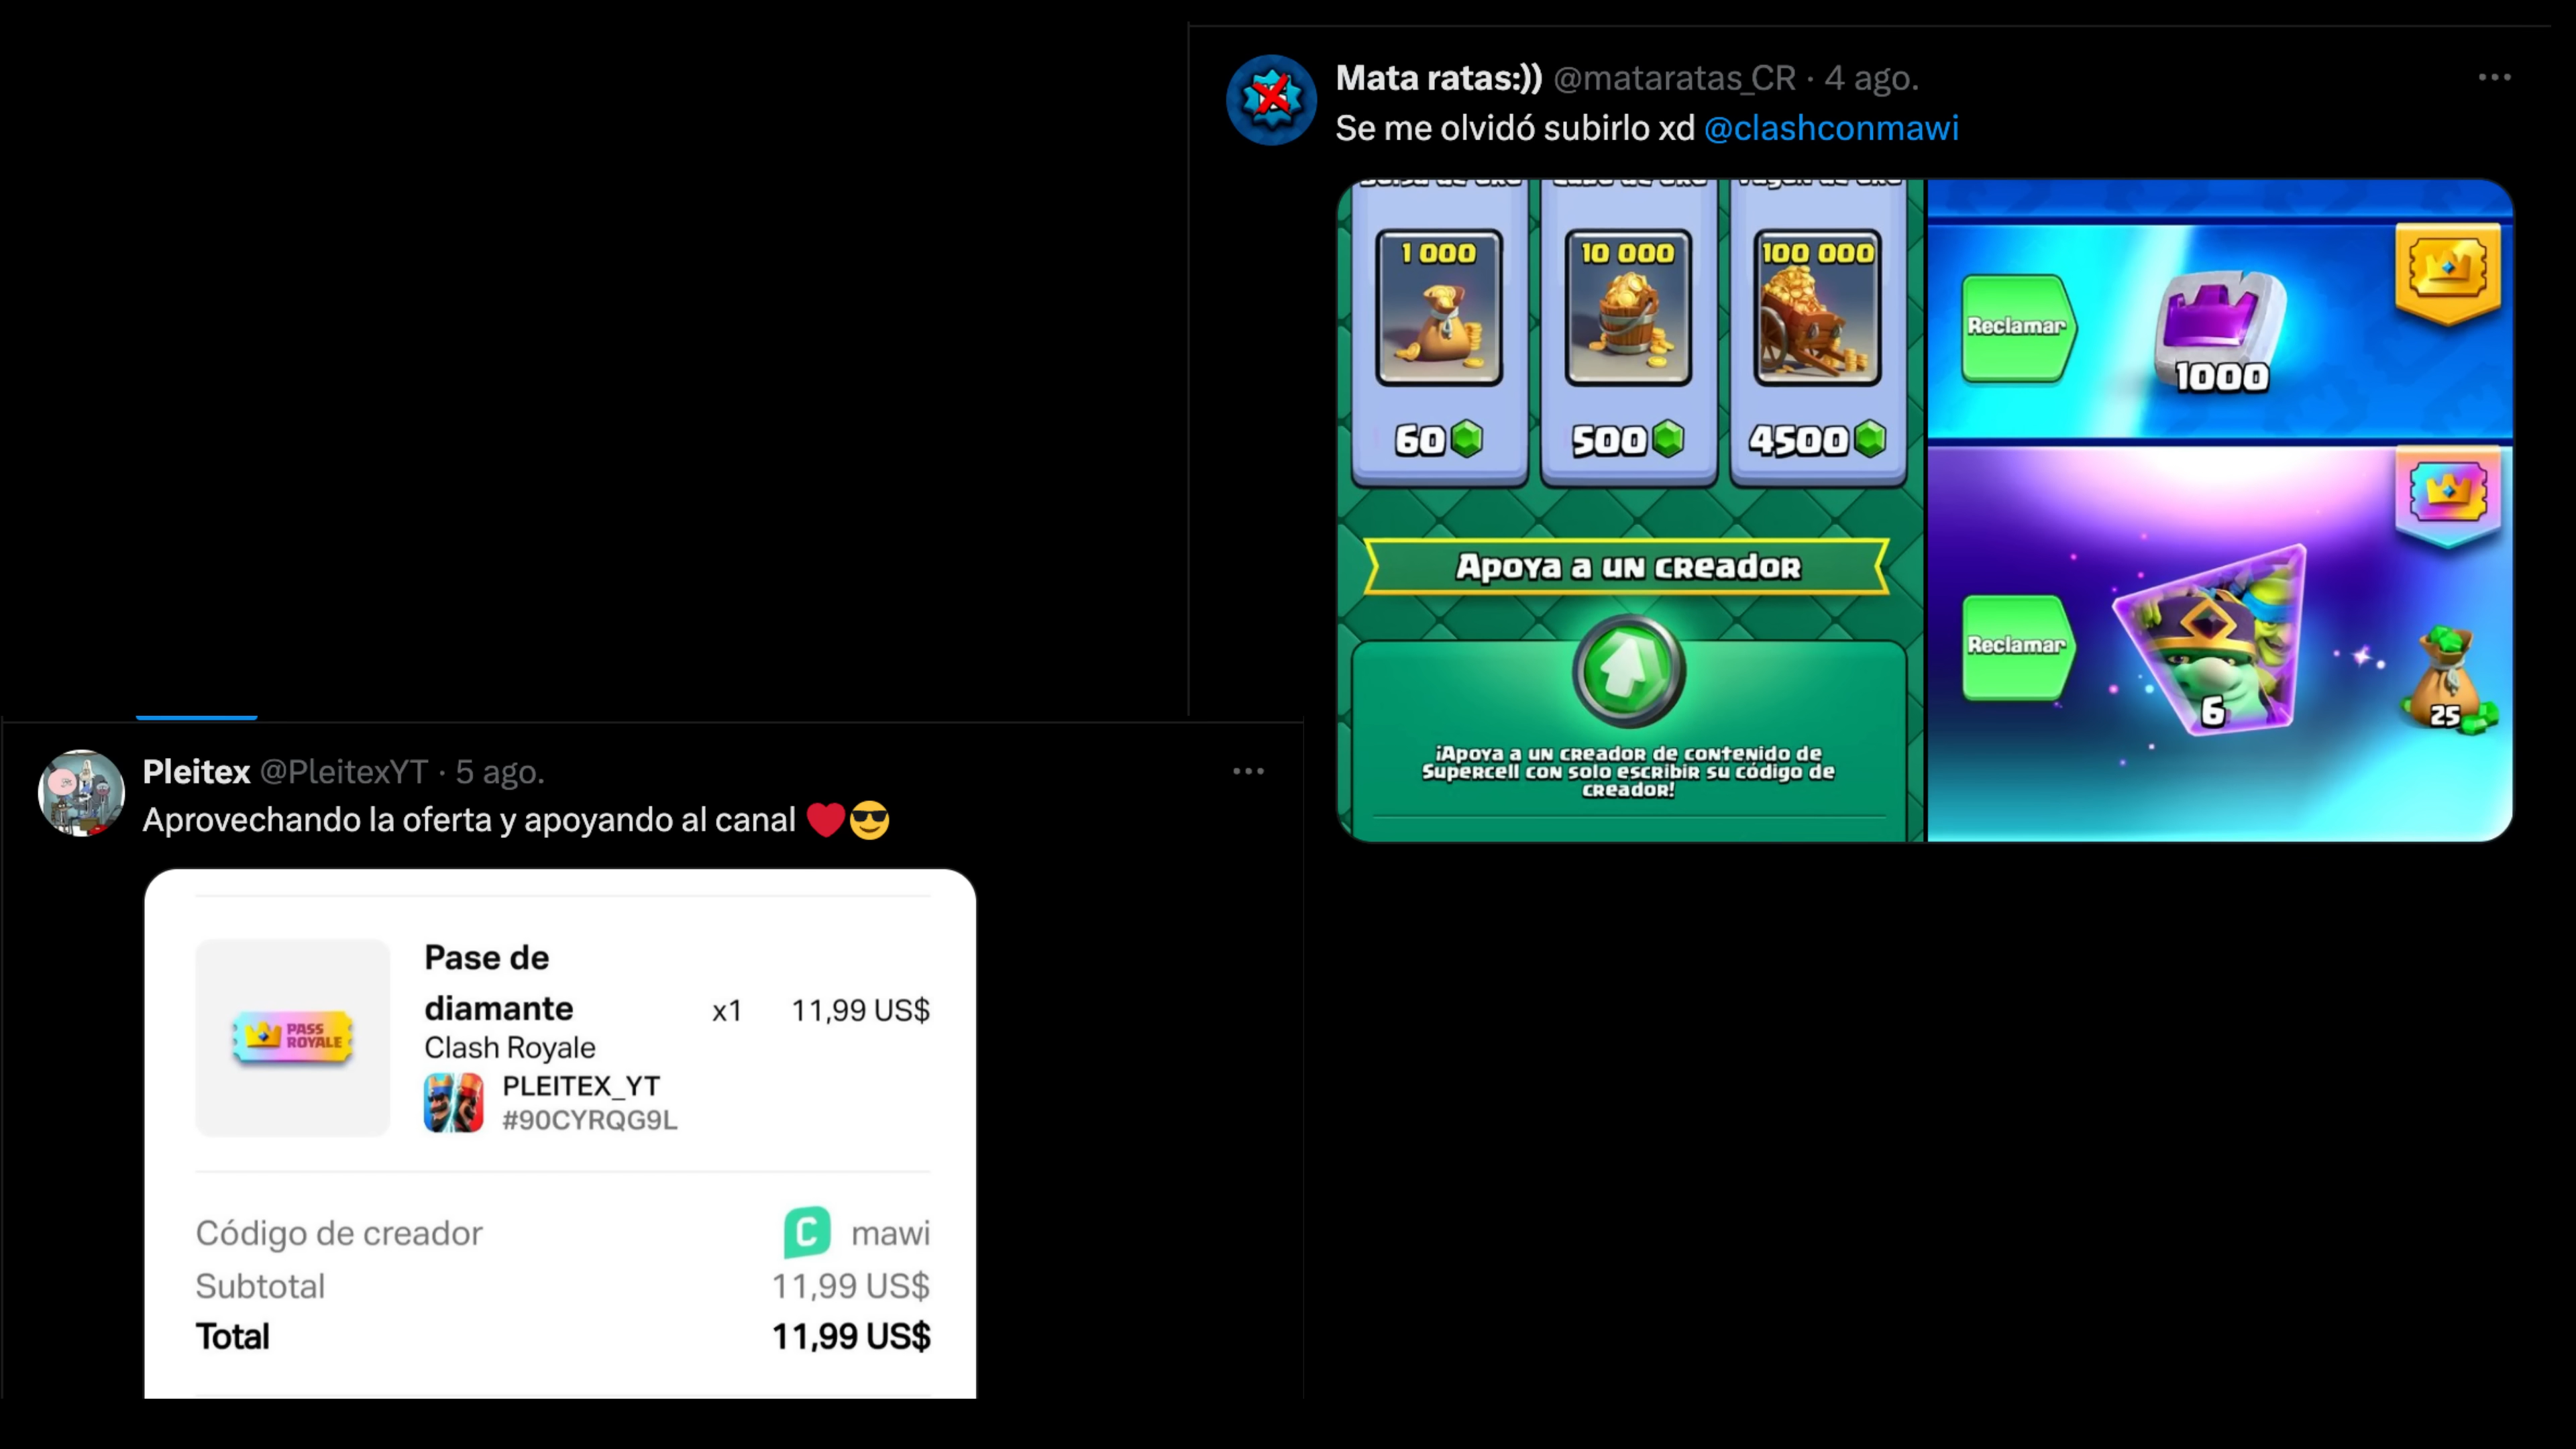 Mata ratas:)) @mataratas_CR · 4 ago.
Se me olvidó subirlo xd @clashconmawi
1 000
10 000
100 000
60
500
4500
Apoya a un creador
¡Apoya a un creador de contenido de
Supercell con solo escribir su código de
creador!
Reclamar
1000
Reclamar
6
25
Pleitex @PleitexYT · 5 ago.
Aprovechando la oferta y apoyando al canal ❤️😎
PASS
ROYALE
Pase de
diamante x1 11,99 US$
Clash Royale
PLEITEX_YT
#90CYRQG9L
Código de creador C mawi
Subtotal 11,99 US$
Total 11,99 US$